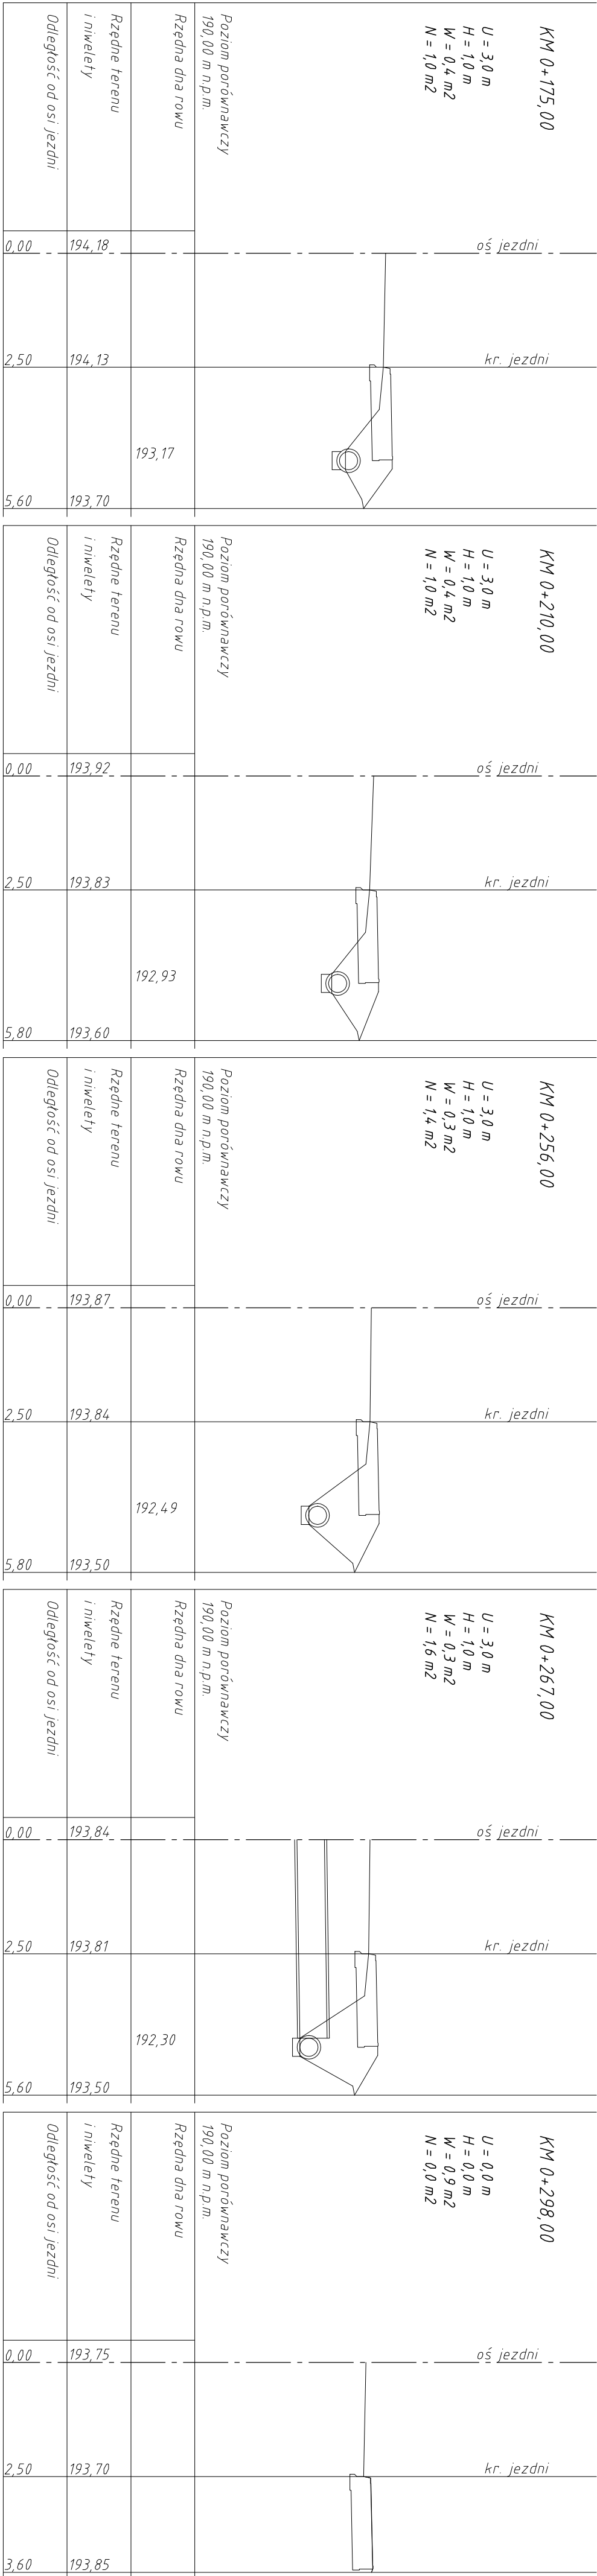 KM 0+175,00
U = 3,0 m
H = 1,0 m
W = 0,4 m2
N = 1,0 m2
Poziom porównawczy
190,00 m n.p.m.
Rzędna dna rowu
Rzędne terenu
i niwelety
Odległość od osi jezdni
oś jezdni
194,18
0,00
kr. jezdni
194,13
2,50
193,17
193,70
5,60
KM 0+210,00
U = 3,0 m
H = 1,0 m
W = 0,4 m2
N = 1,0 m2
Poziom porównawczy
190,00 m n.p.m.
Rzędna dna rowu
Rzędne terenu
i niwelety
Odległość od osi jezdni
oś jezdni
193,92
0,00
kr. jezdni
193,83
2,50
192,93
193,60
5,80
KM 0+256,00
U = 3,0 m
H = 1,0 m
W = 0,3 m2
N = 1,4 m2
Poziom porównawczy
190,00 m n.p.m.
Rzędna dna rowu
Rzędne terenu
i niwelety
Odległość od osi jezdni
oś jezdni
193,87
0,00
kr. jezdni
193,84
2,50
192,49
193,50
5,80
KM 0+267,00
U = 3,0 m
H = 1,0 m
W = 0,3 m2
N = 1,6 m2
Poziom porównawczy
190,00 m n.p.m.
Rzędna dna rowu
Rzędne terenu
i niwelety
Odległość od osi jezdni
oś jezdni
193,84
0,00
kr. jezdni
193,81
2,50
192,30
193,50
5,60
KM 0+298,00
U = 0,0 m
H = 0,0 m
W = 0,9 m2
N = 0,0 m2
Poziom porównawczy
190,00 m n.p.m.
Rzędna dna rowu
Rzędne terenu
i niwelety
Odległość od osi jezdni
oś jezdni
193,75
0,00
kr. jezdni
193,70
2,50
193,85
3,60